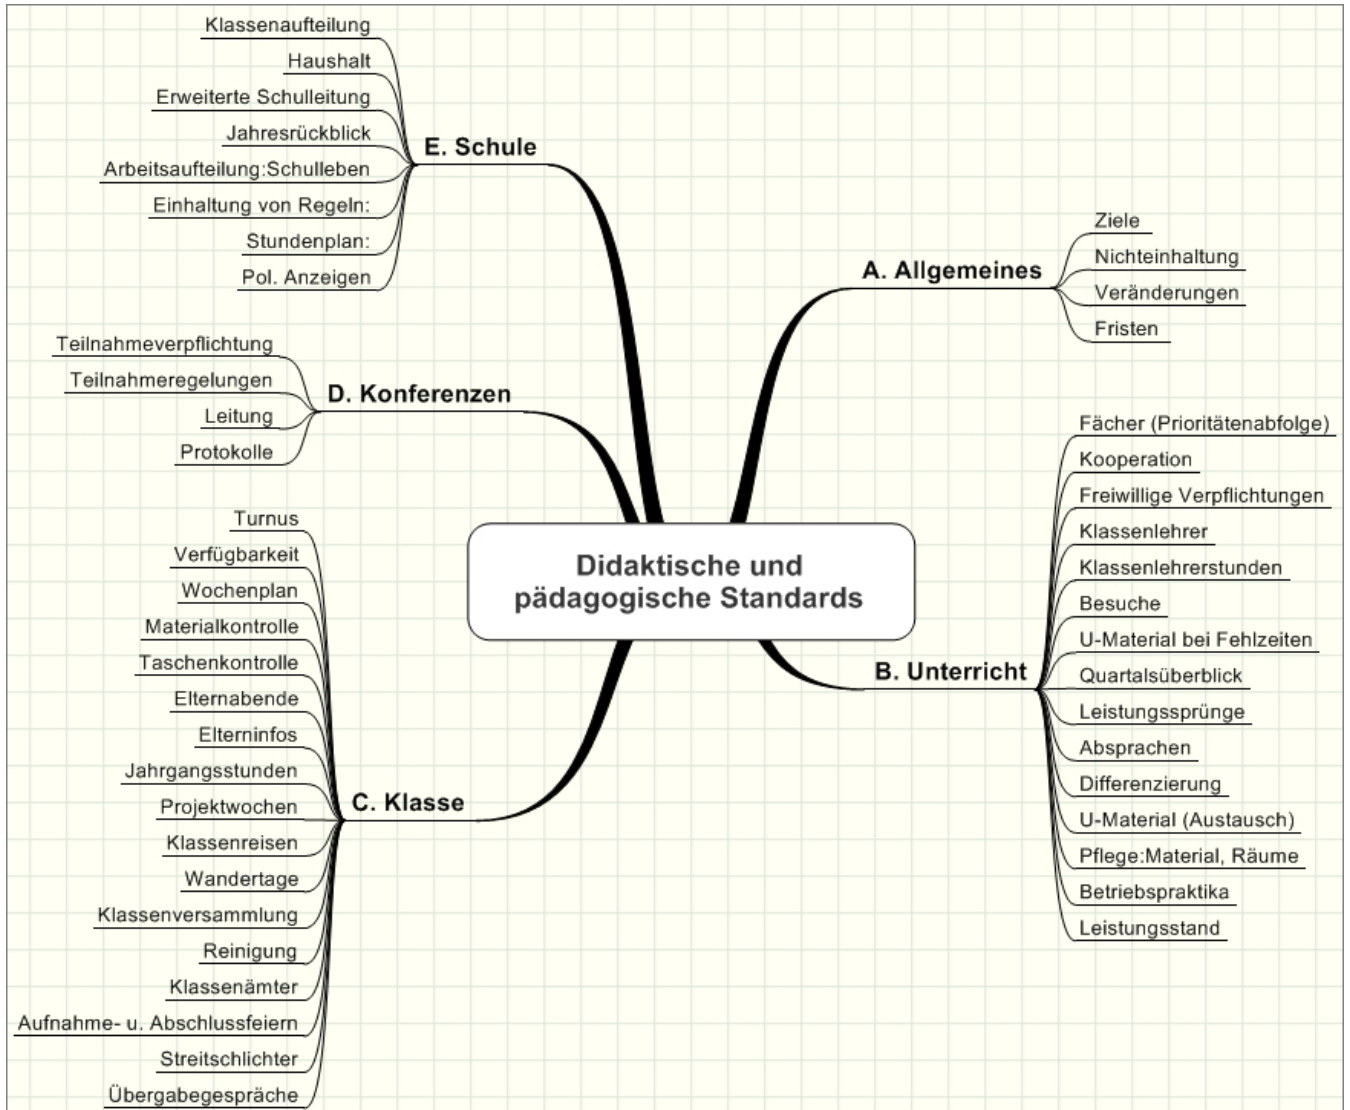 Didaktische und
pädagogische Standards
A. Allgemeines
Ziele
Nichteinhaltung
Veränderungen
Fristen
B. Unterricht
Fächer (Prioritätenabfolge)
Kooperation
Freiwillige Verpflichtungen
Klassenlehrer
Klassenlehrerstunden
Besuche
U-Material bei Fehlzeiten
Quartalsüberblick
Leistungssprünge
Absprachen
Differenzierung
U-Material (Austausch)
Pflege:Material, Räume
Betriebspraktika
Leistungsstand
C. Klasse
Turnus
Verfügbarkeit
Wochenplan
Materialkontrolle
Taschenkontrolle
Elternabende
Elterninfos
Jahrgangsstunden
Projektwochen
Klassenreisen
Wandertage
Klassenversammlung
Reinigung
Klassenämter
Aufnahme- u. Abschlussfeiern
Streitschlichter
Übergabegespräche
D. Konferenzen
Teilnahmeverpflichtung
Teilnahmeregelungen
Leitung
Protokolle
E. Schule
Klassenaufteilung
Haushalt
Erweiterte Schulleitung
Jahresrückblick
Arbeitsaufteilung:Schulleben
Einhaltung von Regeln:
Stundenplan:
Pol. Anzeigen